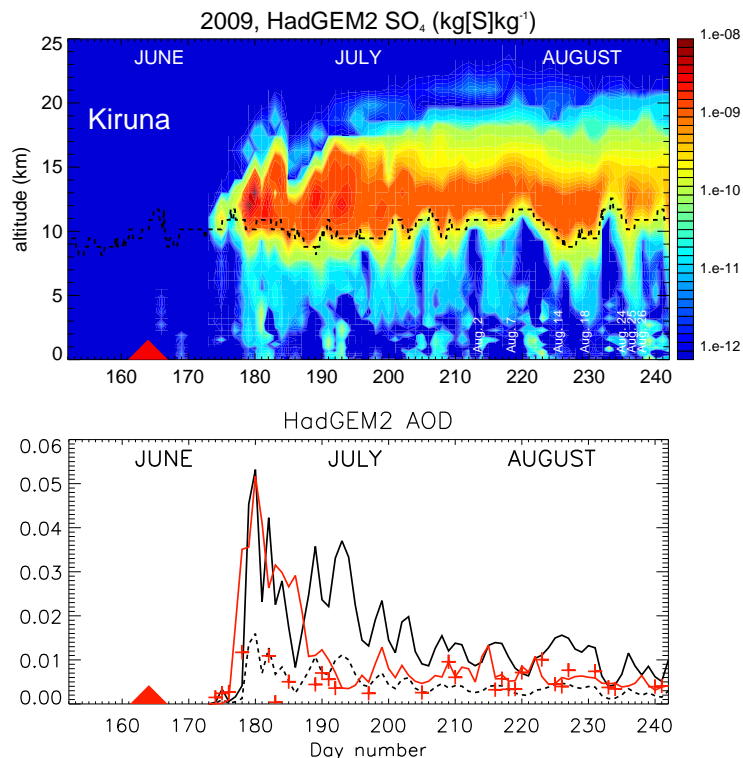 2009, HadGEM2 SO₄ (kg[S]kg⁻¹)
25
20
15
10
5
0
altitude (km)
JUNE
JULY
AUGUST
Kiruna
Aug. 2
Aug. 7
Aug. 14
Aug. 18
Aug. 24
Aug. 25
Aug. 26
160
170
180
190
200
210
220
230
240
1.e-08
1.e-09
1.e-10
1.e-11
1.e-12
HadGEM2 AOD
0.06
0.05
0.04
0.03
0.02
0.01
0.00
JUNE
JULY
AUGUST
160
170
180
190
200
210
220
230
240
Day number